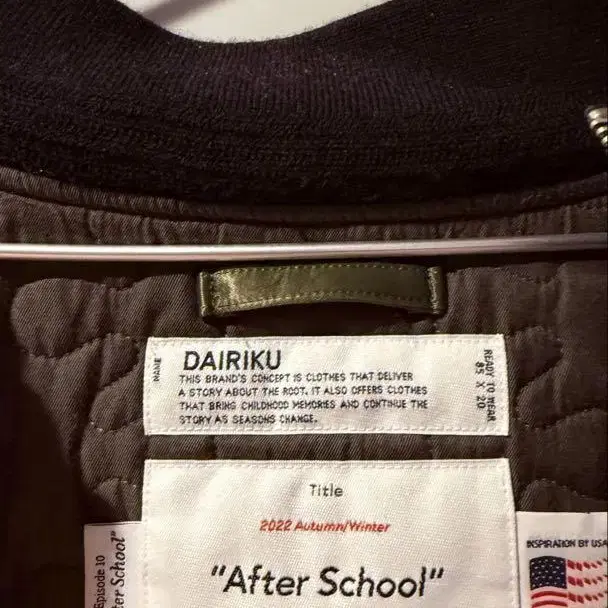 NAME
DAIRIKU
THIS BRAND'S CONCEPT IS CLOTHES THAT DELIVER
A STORY ABOUT THE ROOT. IT ALSO OFFERS CLOTHES
THAT BRING CHILDHOOD MEMORIES AND CONTINUE THE
STORY AS SEASONS CHANGE.
READY TO WEAR
85 X 20
Title
2022 Autumn/Winter
"After School"
Episode 10
ter School"
INSPIRATION BY USA